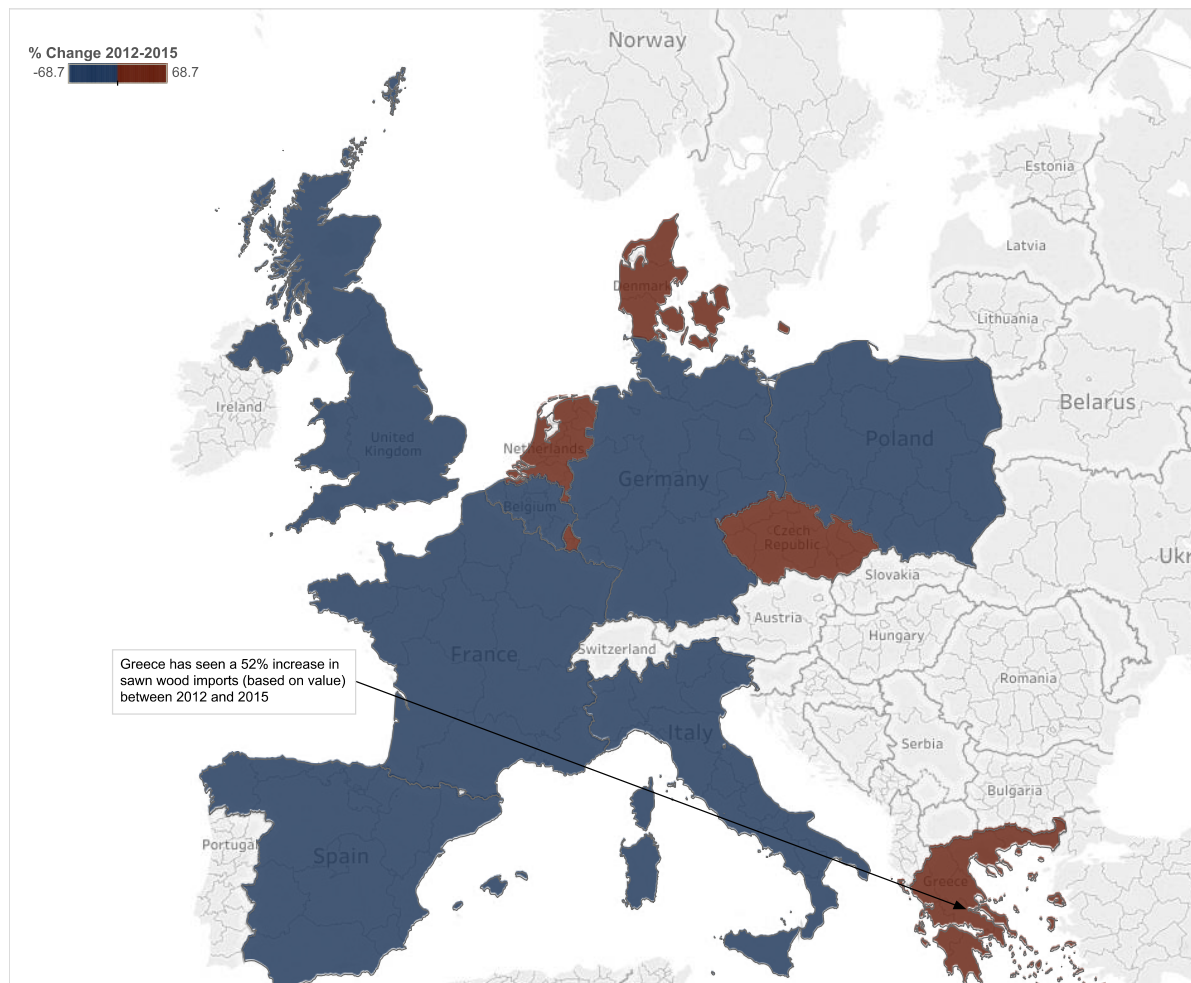 % Change 2012-2015
-68.7 68.7
Norway
Estonia
Latvia
Denmark
Lithuania
Ireland
Belarus
United
Kingdom
Poland
Netherlands
Germany
Belgium
Czech
Republic
Ukr
Slovakia
Austria
Hungary
Switzerland
France
Greece has seen a 52% increase in
sawn wood imports (based on value)
between 2012 and 2015
Romania
Italy
Serbia
Bulgaria
Portugal
Spain
Greece